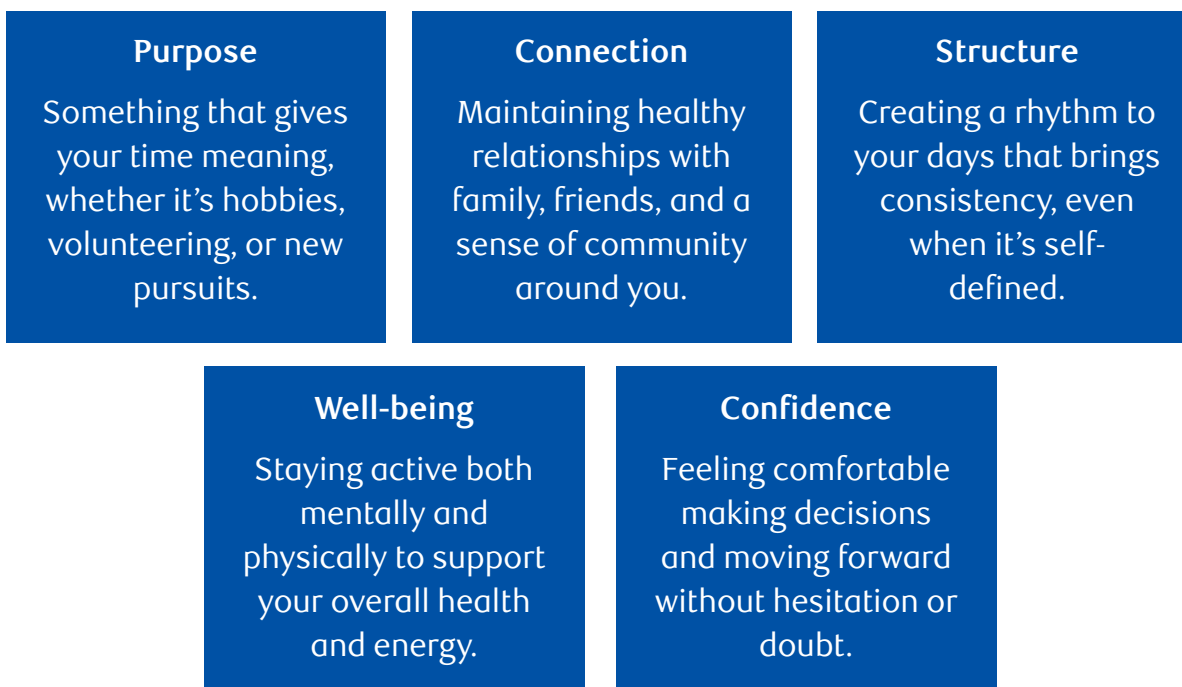 Purpose
Something that gives
your time meaning,
whether it’s hobbies,
volunteering, or new
pursuits.
Connection
Maintaining healthy
relationships with
family, friends, and a
sense of community
around you.
Structure
Creating a rhythm to
your days that brings
consistency, even
when it’s self-
defined.
Well-being
Staying active both
mentally and
physically to support
your overall health
and energy.
Confidence
Feeling comfortable
making decisions
and moving forward
without hesitation or
doubt.